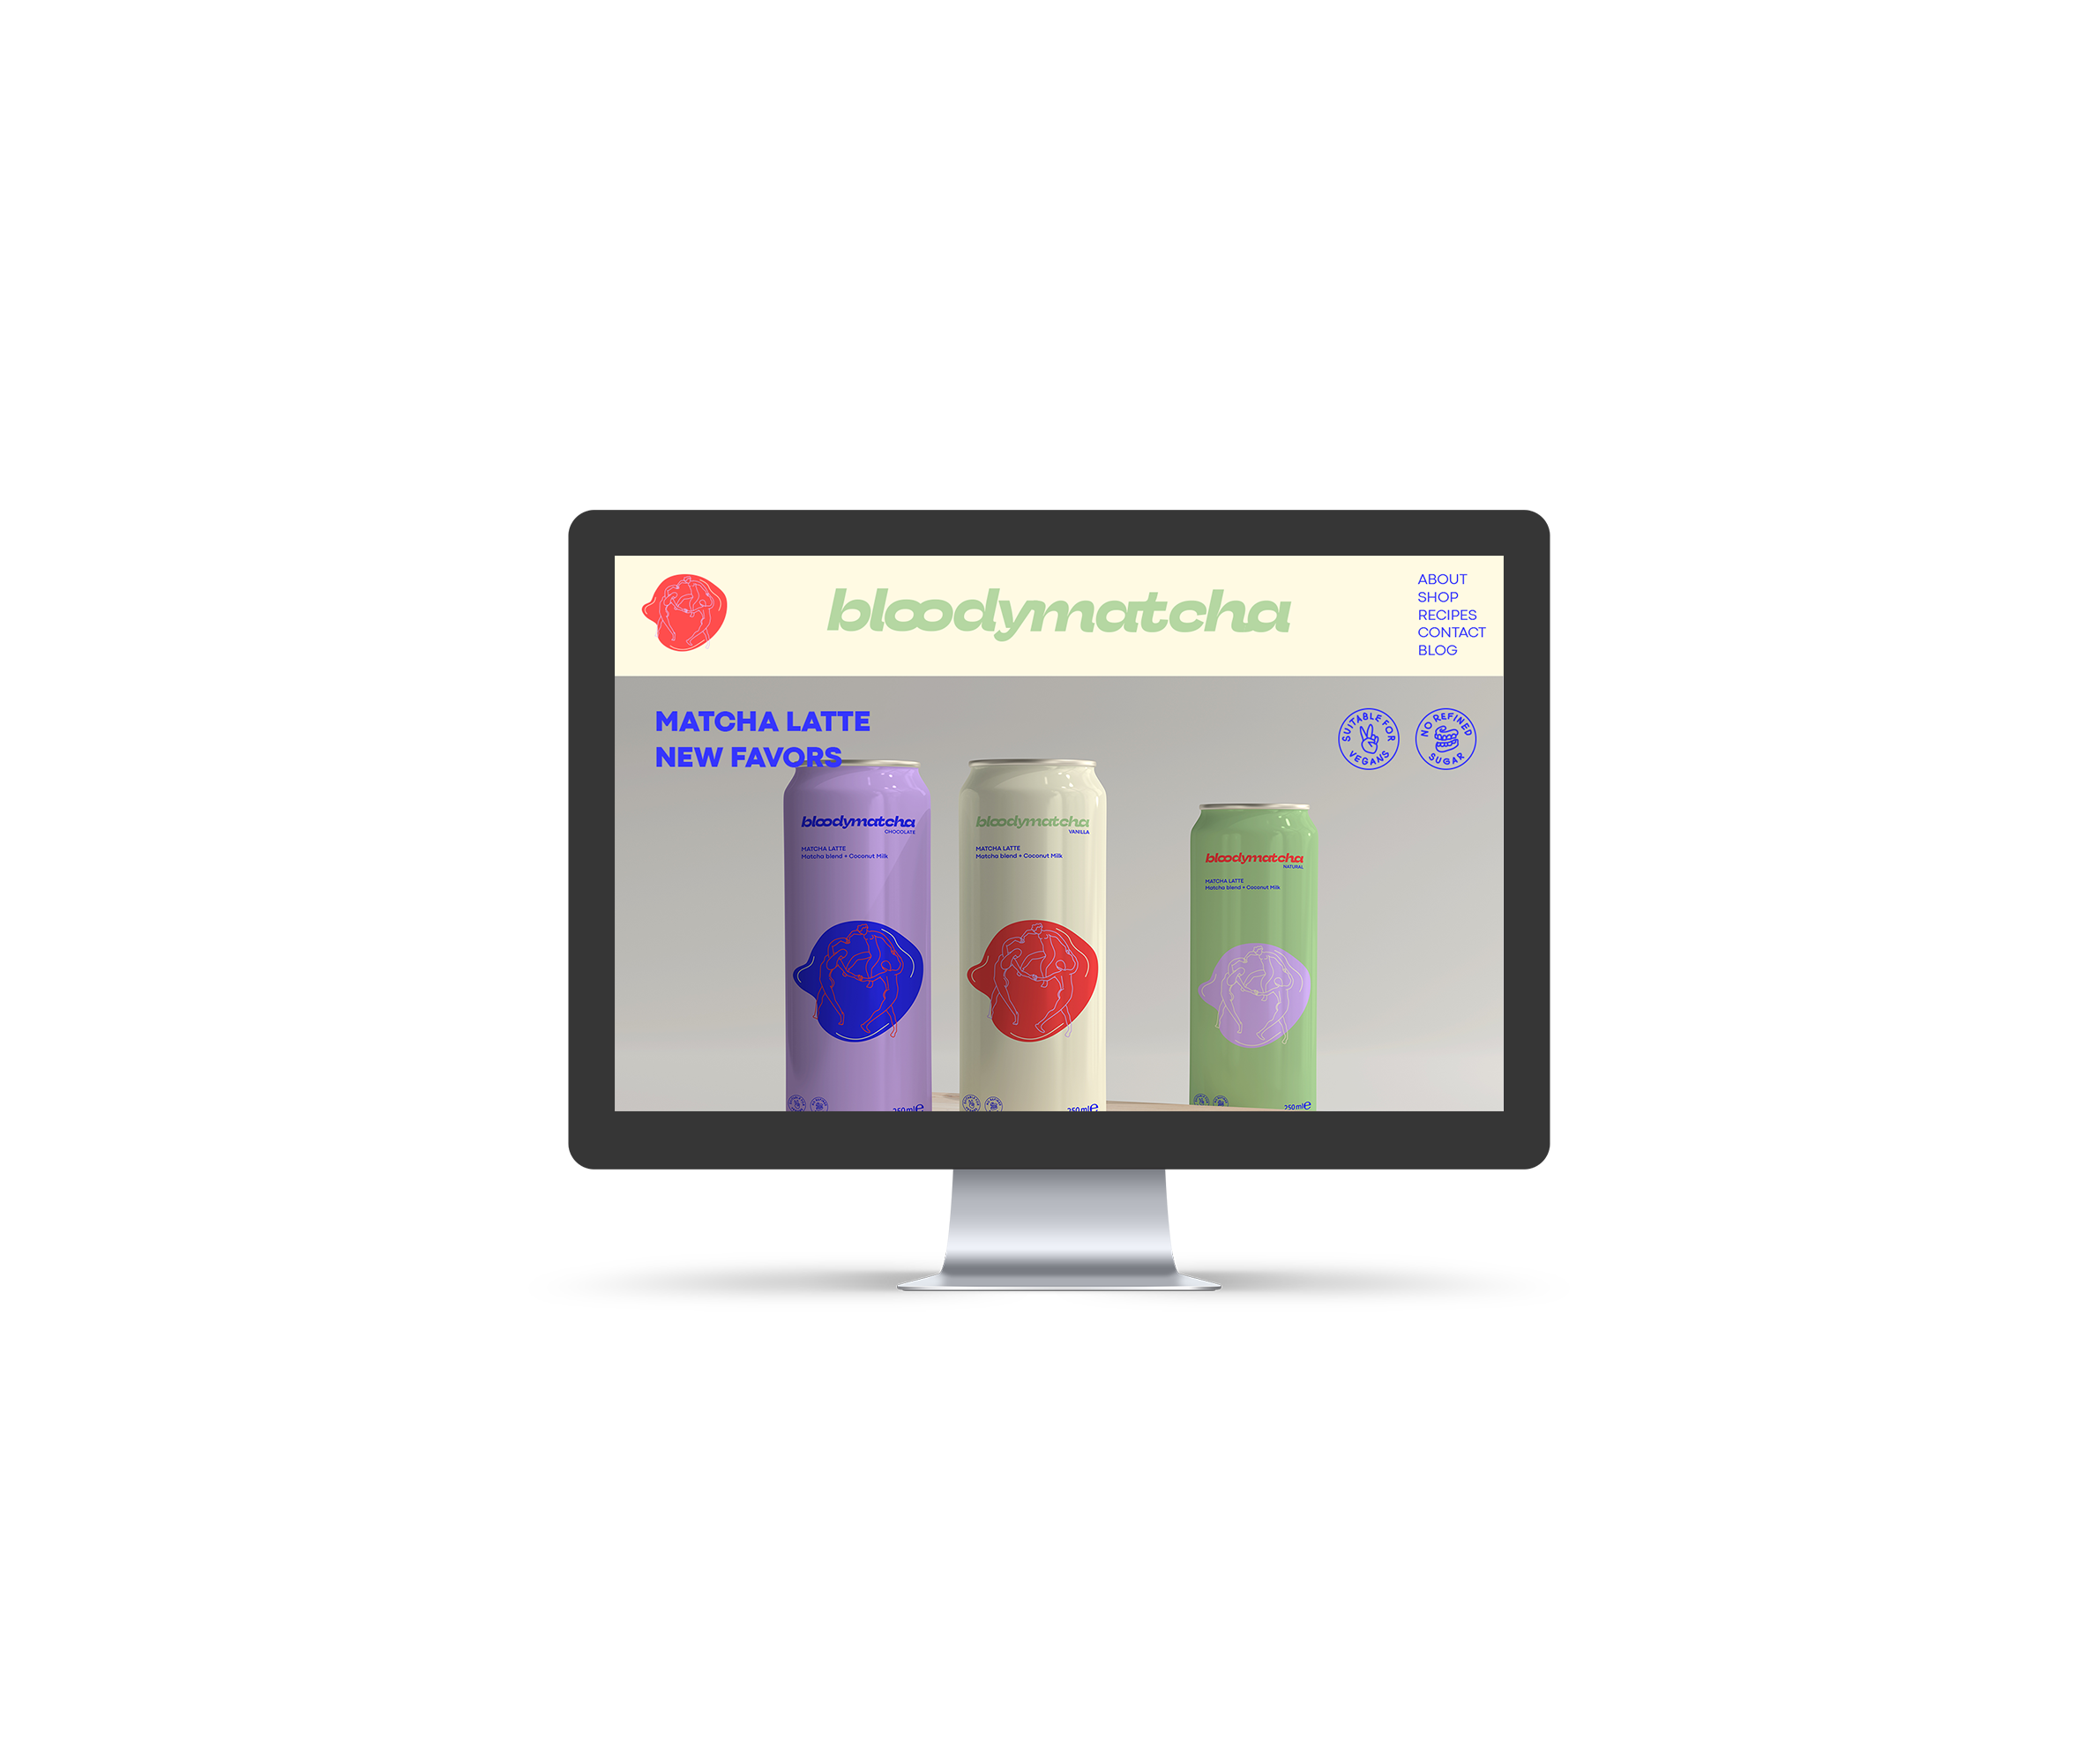 bloodymatcha
ABOUT
SHOP
RECIPES
CONTACT
BLOG
MATCHA LATTE
NEW FAVORS
SUITABLE FOR VEGANS
NO REFINED SUGAR
bloodymatcha
CHOCOLATE
MATCHA LATTE
Matcha blend + Coconut Milk
250ml℮
bloodymatcha
VANILLA
MATCHA LATTE
Matcha blend + Coconut Milk
250ml℮
bloodymatcha
NATURAL
MATCHA LATTE
Matcha blend + Coconut Milk
250ml℮